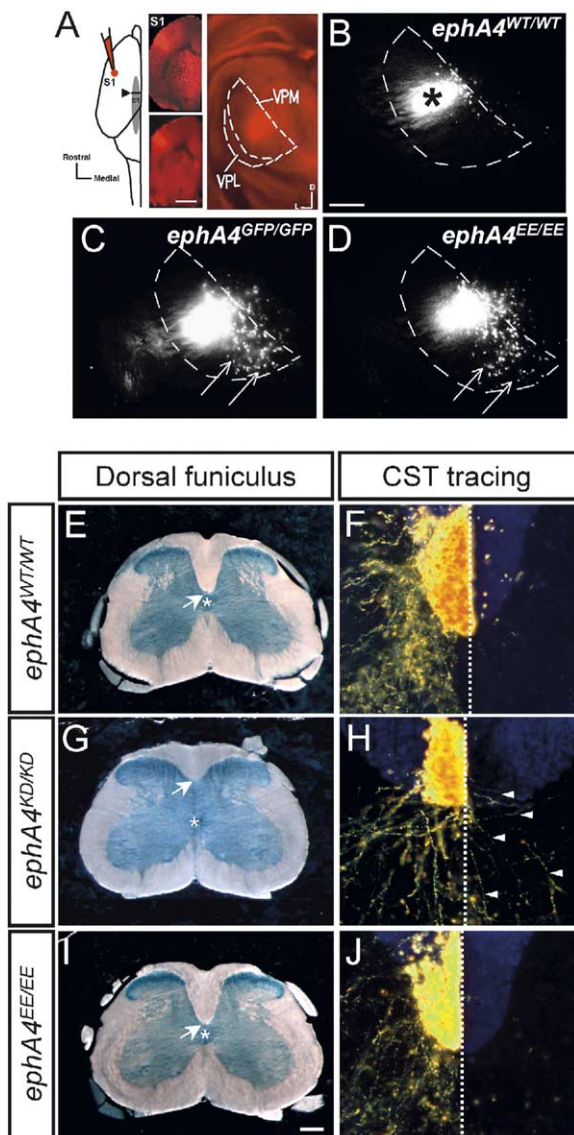 A
S1
S1
DT
Rostral
Medial
VPM
VPL
D
L
B
ephA4WT/WT
*
C
ephA4GFP/GFP
D
ephA4EE/EE
Dorsal funiculus
CST tracing
ephA4WT/WT
E
*
F
ephA4KD/KD
G
*
H
ephA4EE/EE
I
*
J